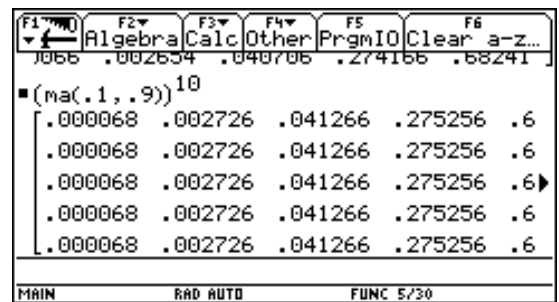 F1 F2 F3 F4 F5 F6
Algebra Calc Other PrgmIO Clear a-z…
.002654 .040706 .274166 .68241 ]
▪(ma(.1,.9))¹⁰
[.000068 .002726 .041266 .275256 .6
.000068 .002726 .041266 .275256 .6
.000068 .002726 .041266 .275256 .6▶
.000068 .002726 .041266 .275256 .6
.000068 .002726 .041266 .275256 .6
MAIN RAD AUTO FUNC 5/30